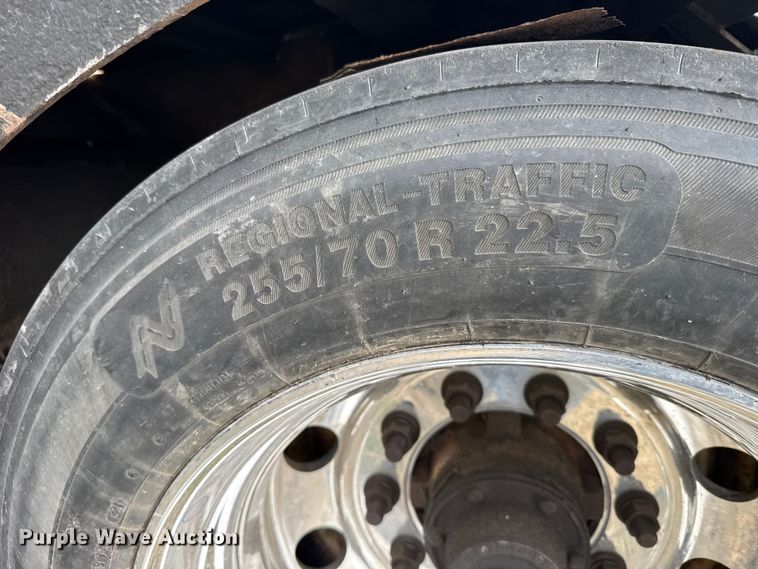 REGIONAL-TRAFFIC
255/70 R 22.5
N
Purple Wave Auction